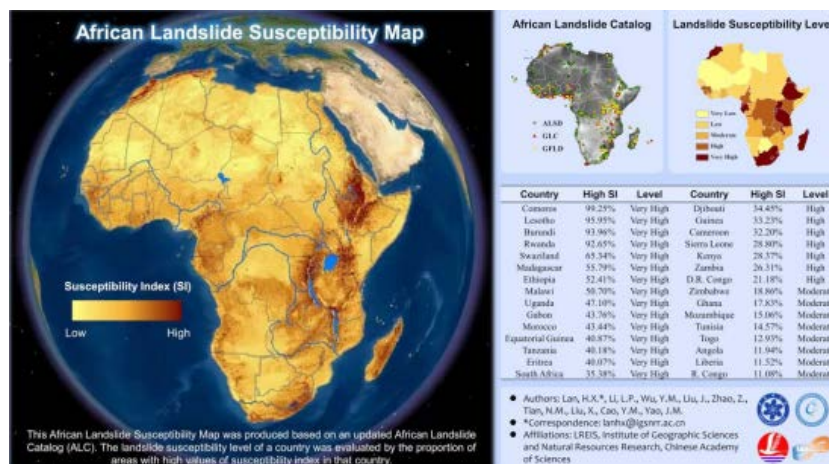 African Landslide Susceptibility Map
Susceptibility Index (SI)
Low High
This African Landslide Susceptibility Map was produced based on an updated African Landslide
Catalog (ALC). The landslide susceptibility level of a country was evaluated by the proportion of
areas with high values of susceptibility index in that country.
African Landslide Catalog
ALSD
GLC
GFLD
Landslide Susceptibility Leve
Very Low
Low
Moderate
High
Very High
Country High SI Level Country High SI Level
Comoros 99.25% Very High Djibouti 34.45% High
Lesotho 95.95% Very High Guinea 33.23% High
Burundi 93.96% Very High Cameroon 32.20% High
Rwanda 92.65% Very High Sierra Leone 28.80% High
Swaziland 65.34% Very High Kenya 28.37% High
Madagascar 55.79% Very High Zambia 26.31% High
Ethiopia 52.41% Very High D.R. Congo 21.18% High
Malawi 50.70% Very High Zimbabwe 18.86% Moderat
Uganda 47.10% Very High Ghana 17.83% Moderat
Gabon 43.76% Very High Mozambique 15.06% Moderat
Morocco 43.44% Very High Tunisia 14.57% Moderat
Equatorial Guinea 40.87% Very High Togo 12.93% Moderat
Tanzania 40.18% Very High Angola 11.94% Moderat
Eritrea 40.07% Very High Liberia 11.52% Moderat
South Africa 35.38% Very High R. Congo 11.08% Moderat
● Authors: Lan, H.X.*, Li, L.P., Wu, Y.M., Liu, J., Zhao, Z.,
Tian, N.M., Liu, X., Cao, Y.M., Yao, J.M.
● *Correspondence: lanhx@igsnrr.ac.cn
● Affiliations: LREIS, Institute of Geographic Sciences
and Natural Resources Research, Chinese Academy
of Sciences